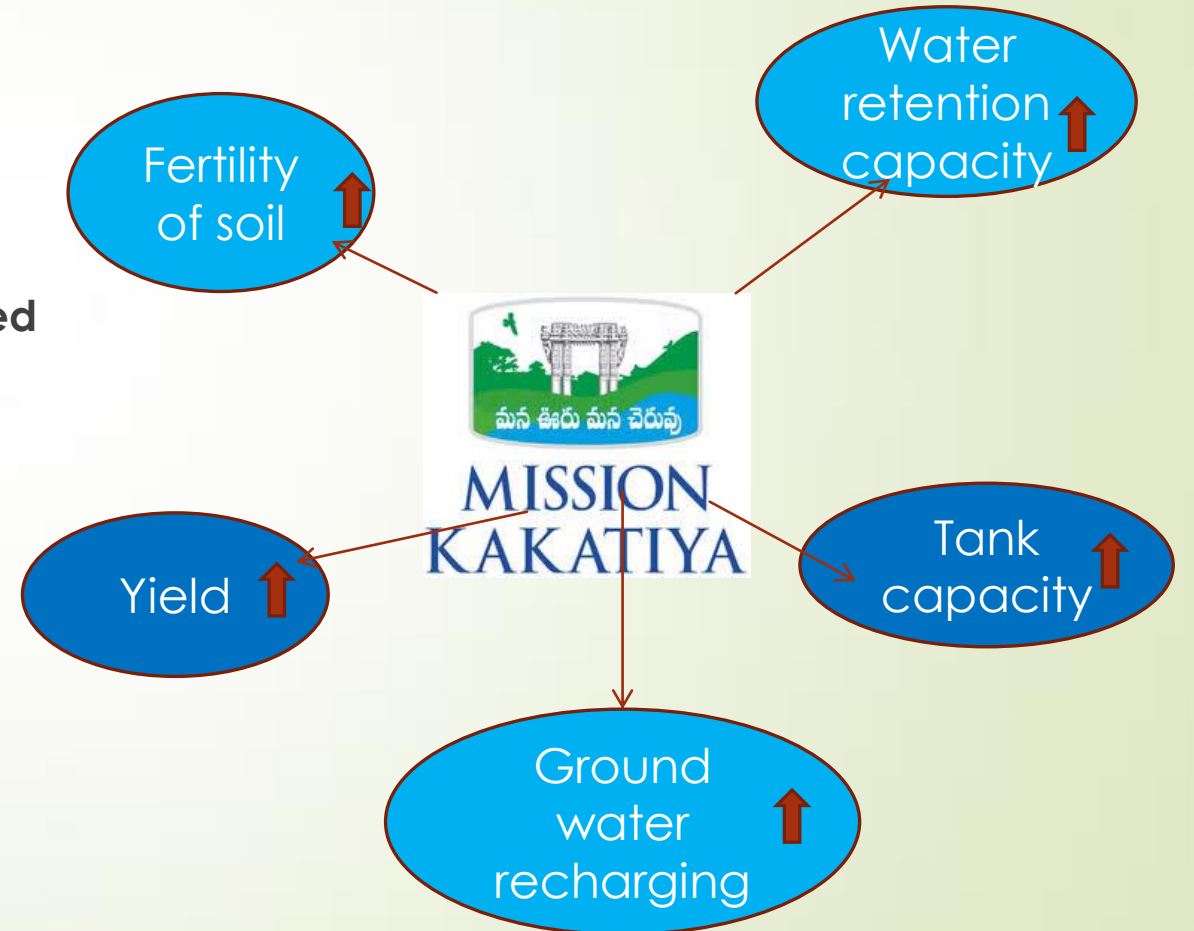 Water
retention
capacity
Fertility
of soil
ed
మన ఊరు మన చెరువు
MISSION
KAKATIYA
Tank
capacity
Yield
Ground
water
recharging